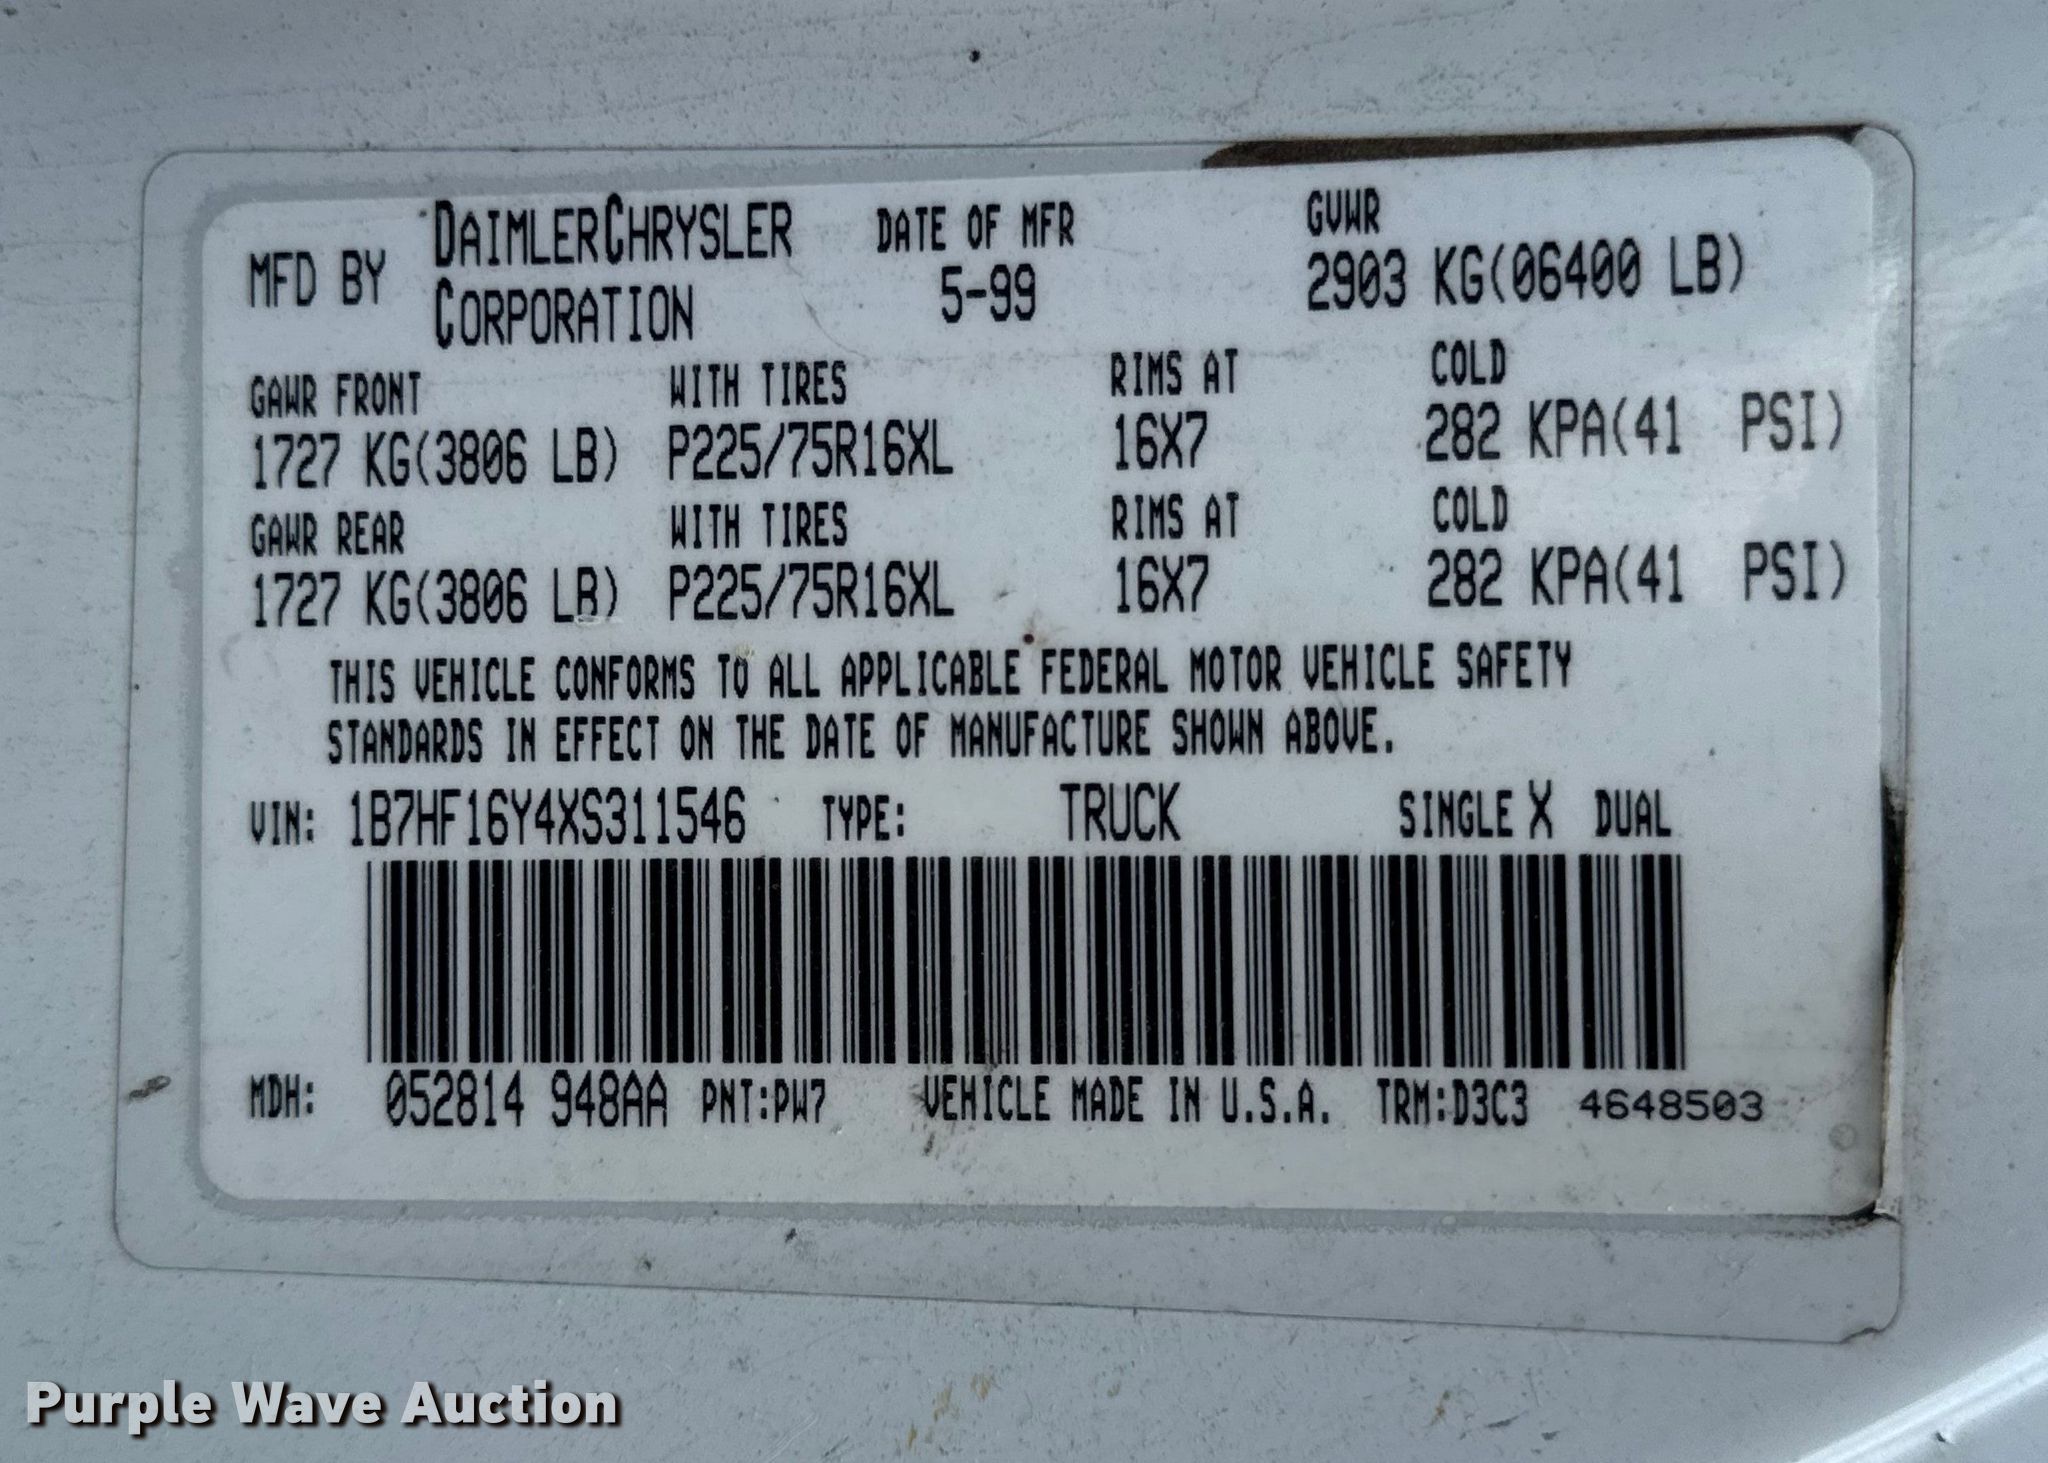 MFD BY DAIMLERCHRYSLER CORPORATION DATE OF MFR 5-99 GVWR 2903 KG(06400 LB)
GAWR FRONT WITH TIRES RIMS AT COLD
1727 KG(3806 LB) P225/75R16XL 16X7 282 KPA(41 PSI)
GAWR REAR WITH TIRES RIMS AT COLD
1727 KG(3806 LB) P225/75R16XL 16X7 282 KPA(41 PSI)
THIS VEHICLE CONFORMS TO ALL APPLICABLE FEDERAL MOTOR VEHICLE SAFETY
STANDARDS IN EFFECT ON THE DATE OF MANUFACTURE SHOWN ABOVE.
VIN: 1B7HF16Y4XS311546 TYPE: TRUCK SINGLE X DUAL
MDH: 052814 948AA PNT:PW7 VEHICLE MADE IN U.S.A. TRM:D3C3 4648503
Purple Wave Auction